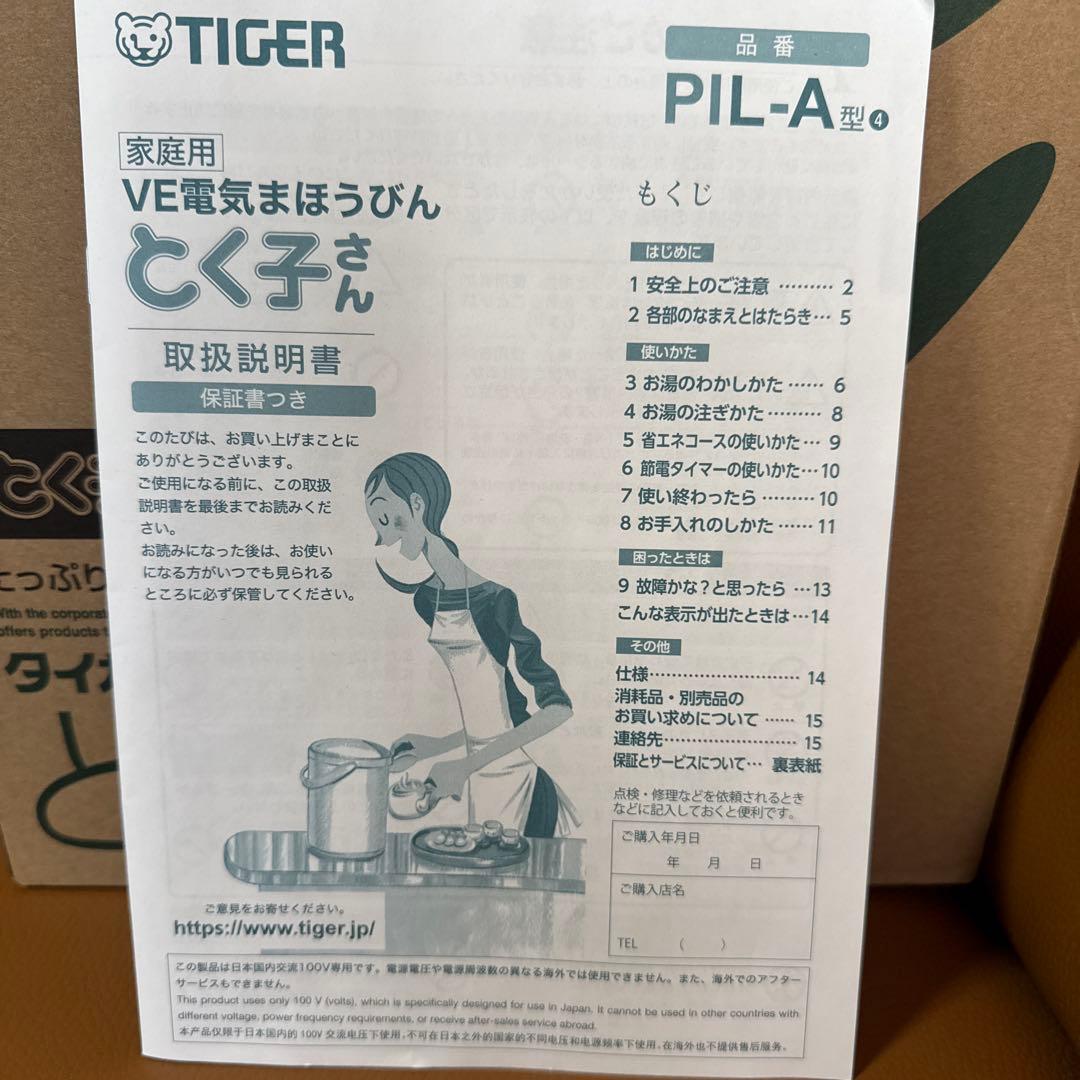 TIGER
品番
PIL-A型❹
家庭用
VE電気まほうびん
とく子さん
取扱説明書
保証書つき
このたびは、お買い上げまことに
ありがとうございます。
ご使用になる前に、この取扱
説明書を最後までお読みくだ
さい。
お読みになった後は、お使い
になる方がいつでも見られる
ところに必ず保管してください。
もくじ
はじめに
1 安全上のご注意 ……… 2
2 各部のなまえとはたらき… 5
使いかた
3 お湯のわかしかた …… 6
4 お湯の注ぎかた ……… 8
5 省エネコースの使いかた… 9
6 節電タイマーの使いかた…10
7 使い終わったら ……… 10
8 お手入れのしかた …… 11
困ったときは
9 故障かな？と思ったら …13
こんな表示が出たときは…14
その他
仕様……………………… 14
消耗品・別売品の
お買い求めについて …… 15
連絡先…………………… 15
保証とサービスについて… 裏表紙
点検・修理などを依頼されるとき
などに記入しておくと便利です。
ご購入年月日
年 月 日
ご購入店名
TEL （ ）
ご意見をお寄せください。
https://www.tiger.jp/
この製品は日本国内交流100V専用です。電源電圧や電源周波数の異なる海外では使用できません。また、海外でのアフター
サービスもできません。
This product uses only 100 V (volts), which is specifically designed for use in Japan. It cannot be used in other countries with
different voltage, power frequency requirements, or receive after-sales service abroad.
本产品仅限于日本国内的 100V 交流电压下使用，不可在日本之外的国家的不同电压和电源频率下使用，在海外也不提供售后服务。
とく
っぷり
With the corporat
offers products t
タイ
と